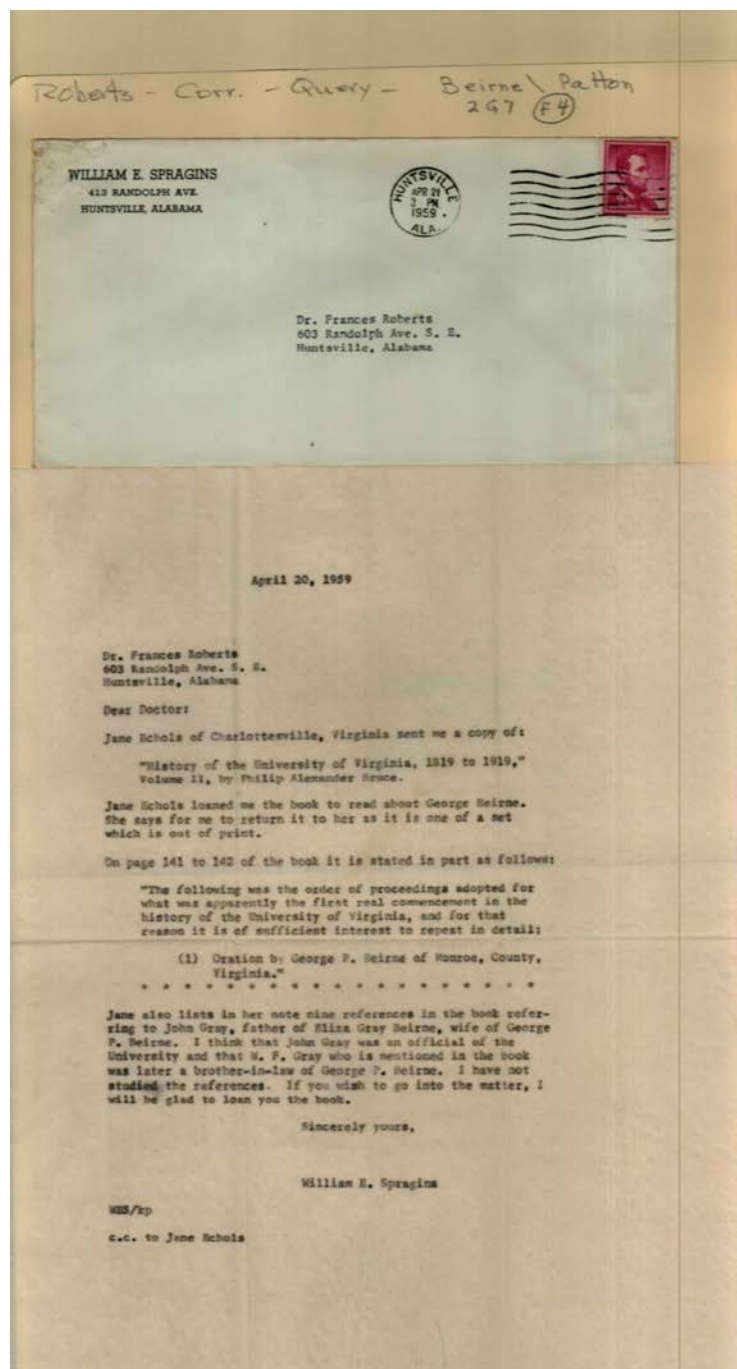 Roberts - Corr. - Query - Beirne \ Patton
2G7 F4
WILLIAM E. SPRAGINS
413 RANDOLPH AVE.
HUNTSVILLE, ALABAMA
HUNTSVILLE
APR 21
3 PM
1959
ALA.
Dr. Frances Roberts
603 Randolph Ave. S. E.
Huntsville, Alabama
April 20, 1959
Dr. Frances Roberts
603 Randolph Ave. S. E.
Huntsville, Alabama
Dear Doctor:
Jane Echols of Charlottesville, Virginia sent me a copy of:
"History of the University of Virginia, 1819 to 1919,"
Volume II, by Philip Alexander Bruce.
Jane Echols loaned me the book to read about George Beirne.
She says for me to return it to her as it is one of a set
which is out of print.
On page 141 to 142 of the book it is stated in part as follows:
"The following was the order of proceedings adopted for
what was apparently the first real commencement in the
history of the University of Virginia, and for that
reason it is of sufficient interest to repeat in detail;
(1) Oration by George P. Beirne of Monroe, County,
Virginia."
* * * * * * * * * * * * * * * * * *
Jane also lists in her note nine references in the book refer-
ring to John Gray, father of Eliza Gray Beirne, wife of George
P. Beirne. I think that John Gray was an official of the
University and that W. F. Gray who is mentioned in the book
was later a brother-in-law of George P. Beirne. I have not
studied the references. If you wish to go into the matter, I
will be glad to loan you the book.
Sincerely yours,
William E. Spragins
WES/kp
c.c. to Jane Echols